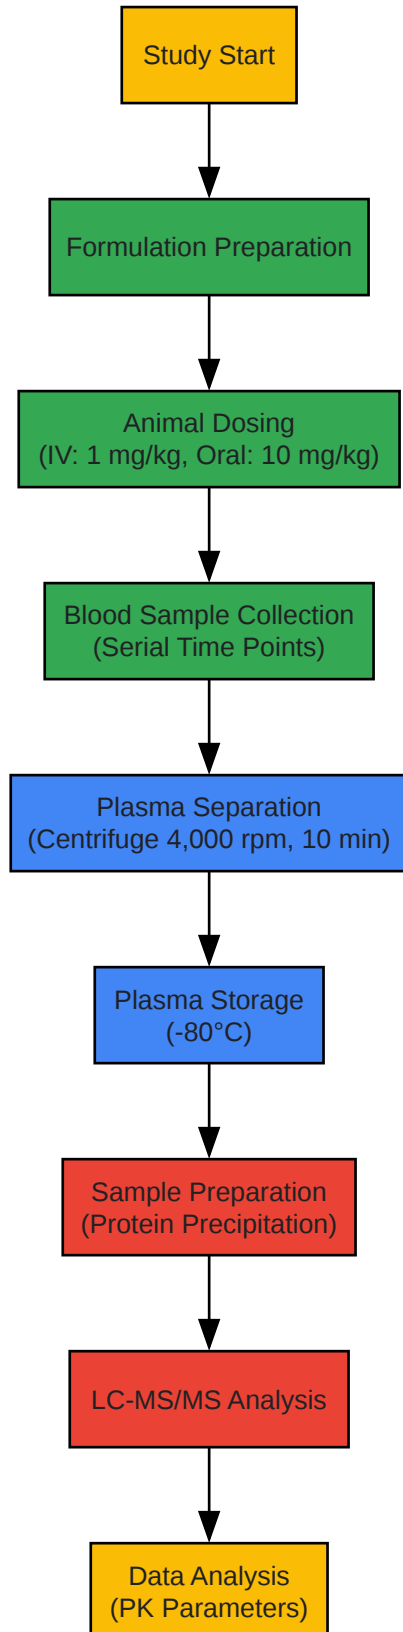 Study Start
Formulation Preparation
Animal Dosing
(IV: 1 mg/kg, Oral: 10 mg/kg)
Blood Sample Collection
(Serial Time Points)
Plasma Separation
(Centrifuge 4,000 rpm, 10 min)
Plasma Storage
(-80°C)
Sample Preparation
(Protein Precipitation)
LC-MS/MS Analysis
Data Analysis
(PK Parameters)